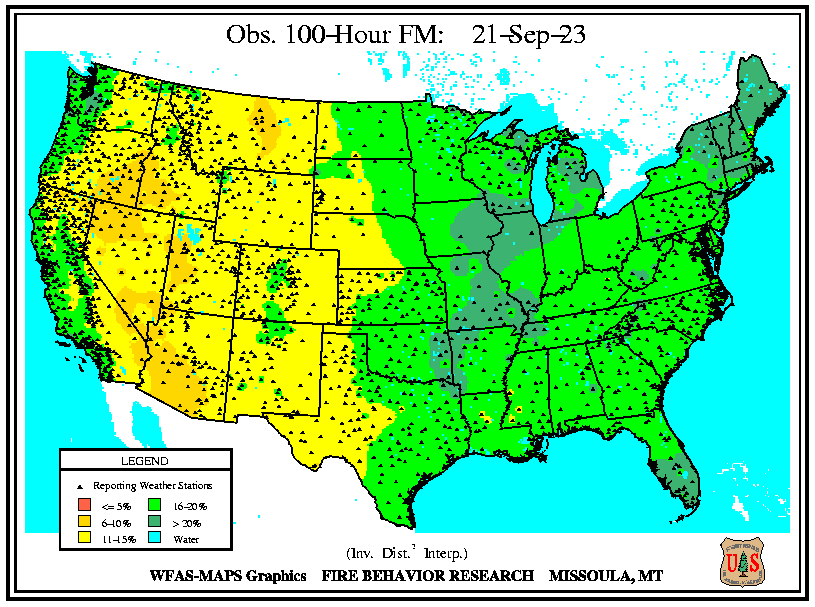 Obs. 100-Hour FM: 21-Sep-23
LEGEND
Reporting Weather Stations
<= 5%
16-20%
6-10%
> 20%
11-15%
Water
(Inv. Dist.² Interp.)
WFAS-MAPS Graphics FIRE BEHAVIOR RESEARCH MISSOULA, MT
U S